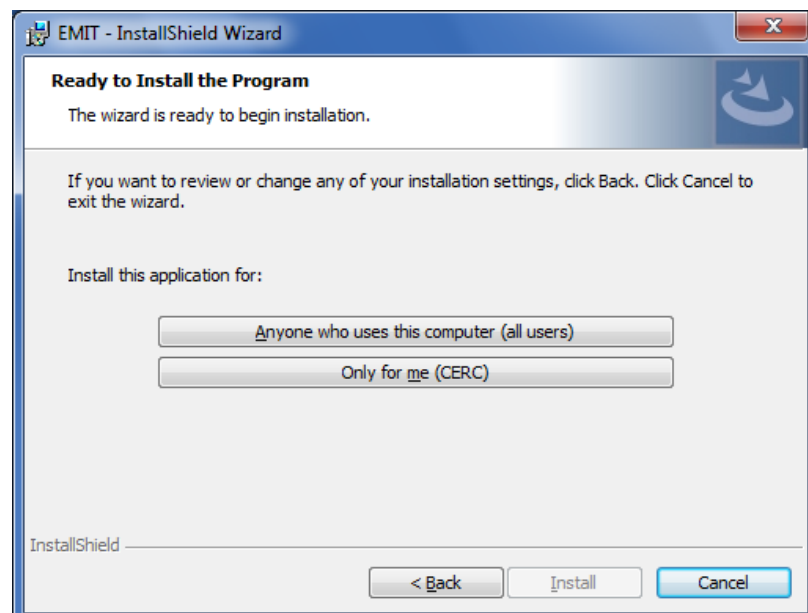 EMIT - InstallShield Wizard
Ready to Install the Program
The wizard is ready to begin installation.
If you want to review or change any of your installation settings, click Back. Click Cancel to
exit the wizard.
Install this application for:
Anyone who uses this computer (all users)
Only for me (CERC)
InstallShield
< Back
Install
Cancel